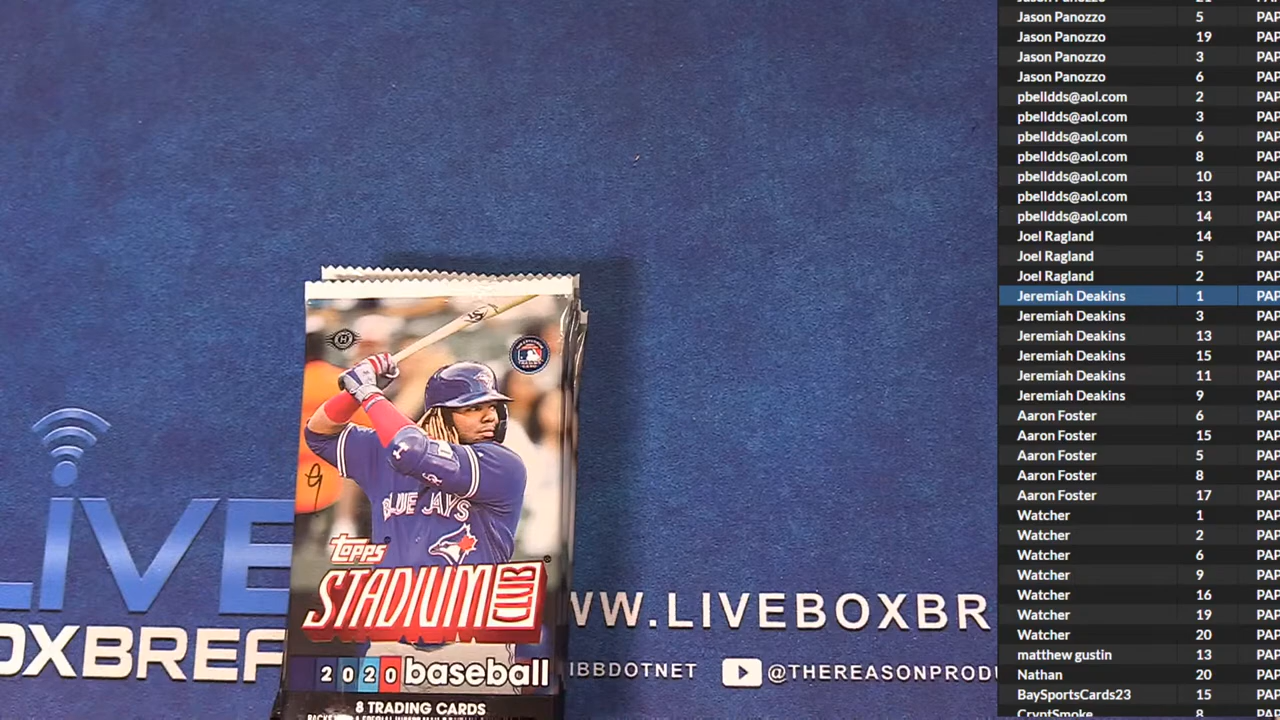 Jason Panozzo 5 PAP
Jason Panozzo 19 PAP
Jason Panozzo 3 PAP
Jason Panozzo 6 PAP
pbelldds@aol.com 2 PAP
pbelldds@aol.com 3 PAP
pbelldds@aol.com 6 PAP
pbelldds@aol.com 8 PAP
pbelldds@aol.com 10 PAP
pbelldds@aol.com 13 PAP
pbelldds@aol.com 14 PAP
Joel Ragland 14 PAP
Joel Ragland 5 PAP
Joel Ragland 2 PAP
Jeremiah Deakins 1 PAP
Jeremiah Deakins 3 PAP
Jeremiah Deakins 13 PAP
Jeremiah Deakins 15 PAP
Jeremiah Deakins 11 PAP
Jeremiah Deakins 9 PAP
Aaron Foster 6 PAP
Aaron Foster 15 PAP
Aaron Foster 5 PAP
Aaron Foster 8 PAP
Aaron Foster 17 PAP
Watcher 1 PAP
Watcher 2 PAP
Watcher 6 PAP
Watcher 9 PAP
Watcher 16 PAP
Watcher 19 PAP
Watcher 20 PAP
matthew gustin 13 PAP
Nathan 20 PAP
BaySportsCards23 15 PAP
CryptSmoke 8 PAP
9
BLUE JAYS
Topps
STADIUM CLUB
2020 baseball
8 TRADING CARDS
LIVE
OXBREA
WW.LIVEBOXBR
IBBDOTNET
@THEREASONPRODU